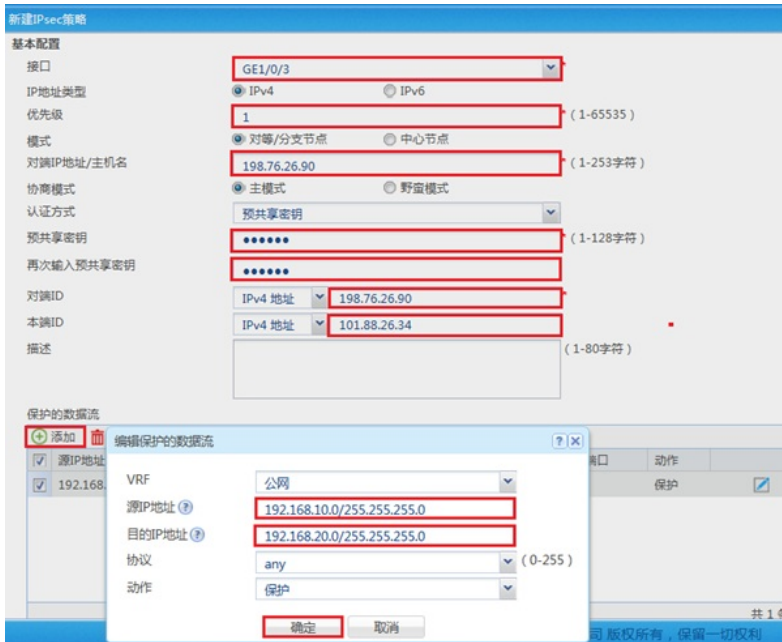 新建IPsec策略
基本配置
接口 GE1/0/3 *
IP地址类型 IPv4 IPv6
优先级 1 * (1-65535)
模式 对等/分支节点 中心节点
对端IP地址/主机名 198.76.26.90 * (1-253字符)
协商模式 主模式 野蛮模式
认证方式 预共享密钥
预共享密钥 ●●●●●● * (1-128字符)
再次输入预共享密钥 ●●●●●●
对端ID IPv4 地址 198.76.26.90 *
本端ID IPv4 地址 101.88.26.34
描述 (1-80字符)
保护的数据流
添加
编辑保护的数据流
源IP地址 端口 动作
192.168. 保护
VRF 公网
源IP地址 192.168.10.0/255.255.255.0
目的IP地址 192.168.20.0/255.255.255.0
协议 any (0-255)
动作 保护
确定 取消
共1
司 版权所有，保留一切权利